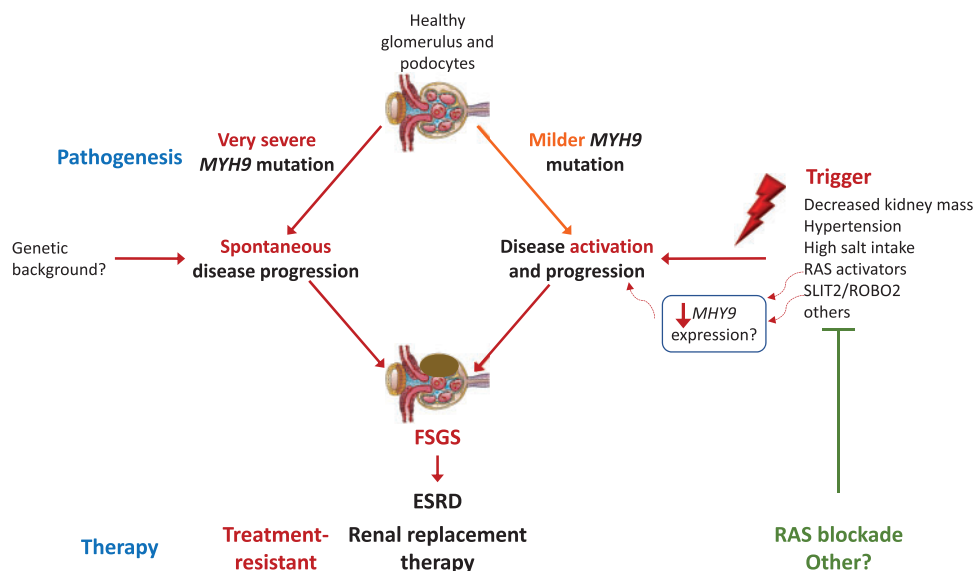 Healthy
glomerulus and
podocytes
Pathogenesis
Very severe
MYH9 mutation
Milder MYH9
mutation
Trigger
Decreased kidney mass
Hypertension
High salt intake
RAS activators
SLIT2/ROBO2
others
Genetic
background?
Spontaneous
disease progression
Disease activation
and progression
MHY9
expression?
FSGS
ESRD
Therapy
Treatment-
resistant
Renal replacement
therapy
RAS blockade
Other?